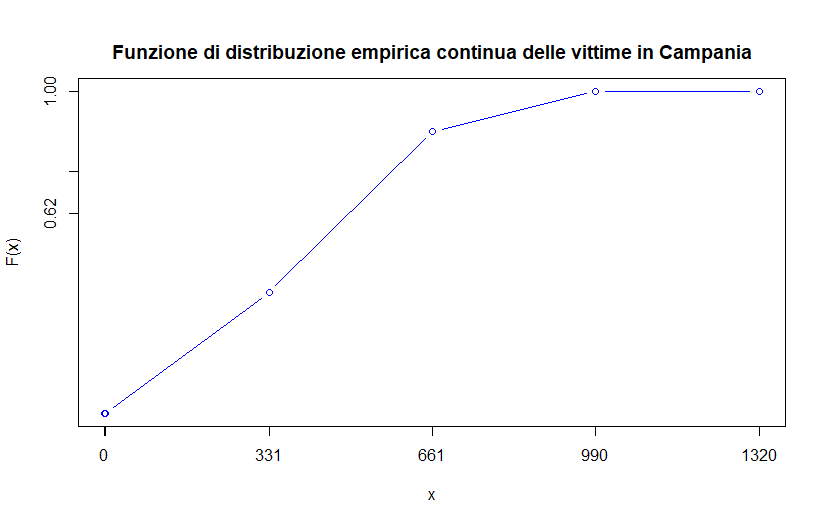 Funzione di distribuzione empirica continua delle vittime in Campania
1.00
0.62
F(x)
0 331 661 990 1320
x